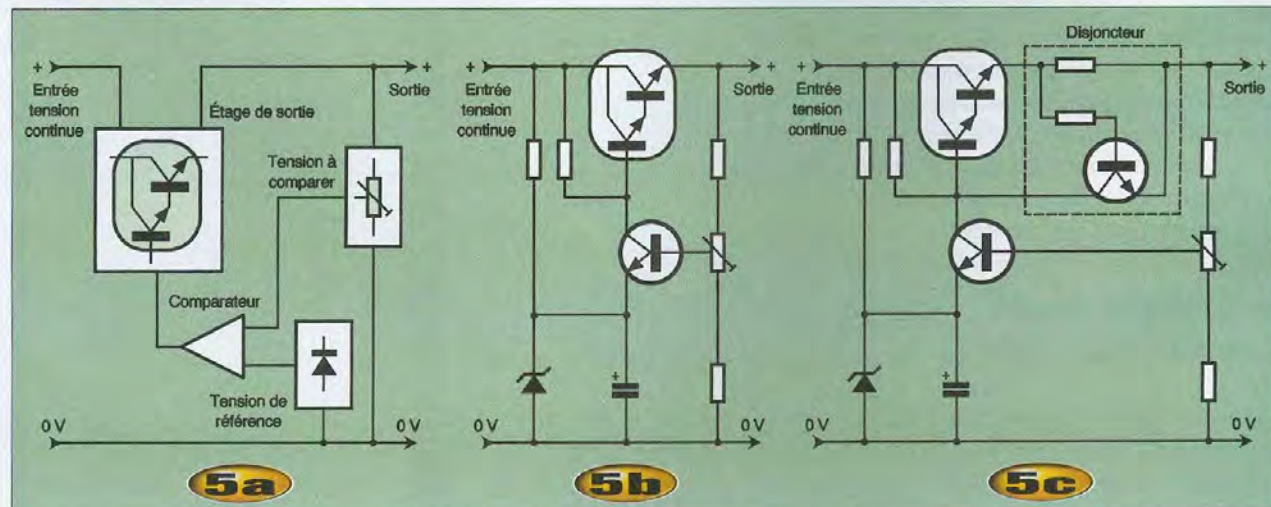 +
Entrée
tension
continue
Étage de sortie
+
Sortie
Tension à
comparer
Comparateur
Tension de
référence
0 V
0 V
5a
+
Entrée
tension
continue
+
Sortie
+
0 V
0 V
5b
Disjoncteur
+
Entrée
tension
continue
+
Sortie
+
0 V
0 V
5c